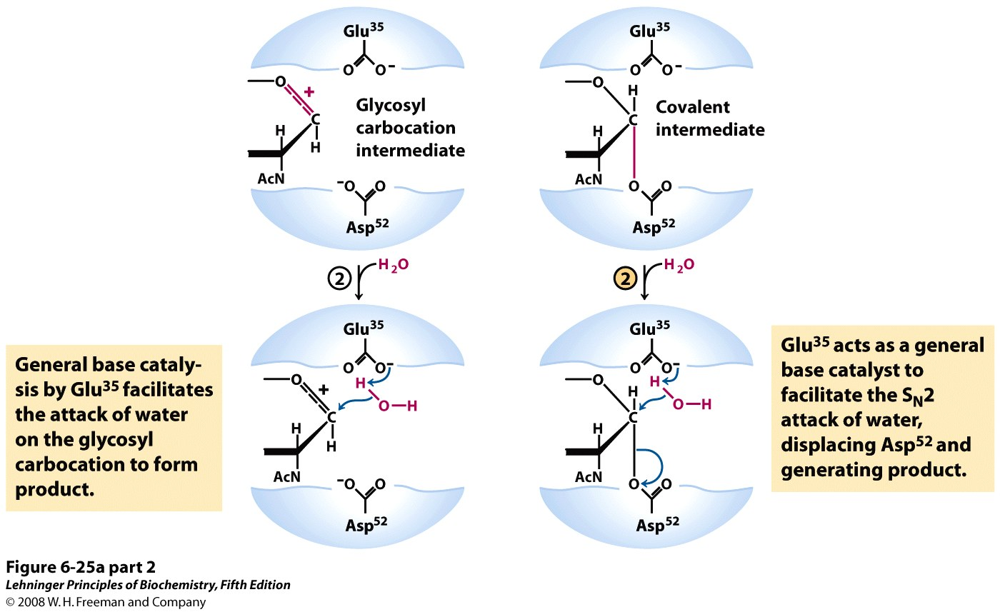 Glu³⁵
O O⁻
O
+
C
H
H
AcN
Glycosyl
carbocation
intermediate
⁻O O
Asp⁵²
Glu³⁵
O O⁻
O
H
C
H
AcN
Covalent
intermediate
O O
Asp⁵²
2
H₂O
2
H₂O
General base cataly-
sis by Glu³⁵ facilitates
the attack of water
on the glycosyl
carbocation to form
product.
Glu³⁵
O O⁻
O
+
H
O—H
C
H
H
AcN
⁻O O
Asp⁵²
Glu³⁵
O O⁻
O
H
H
O—H
C
H
AcN
O O
Asp⁵²
Glu³⁵ acts as a general
base catalyst to
facilitate the Sₙ2
attack of water,
displacing Asp⁵² and
generating product.
Figure 6-25a part 2
Lehninger Principles of Biochemistry, Fifth Edition
© 2008 W. H. Freeman and Company